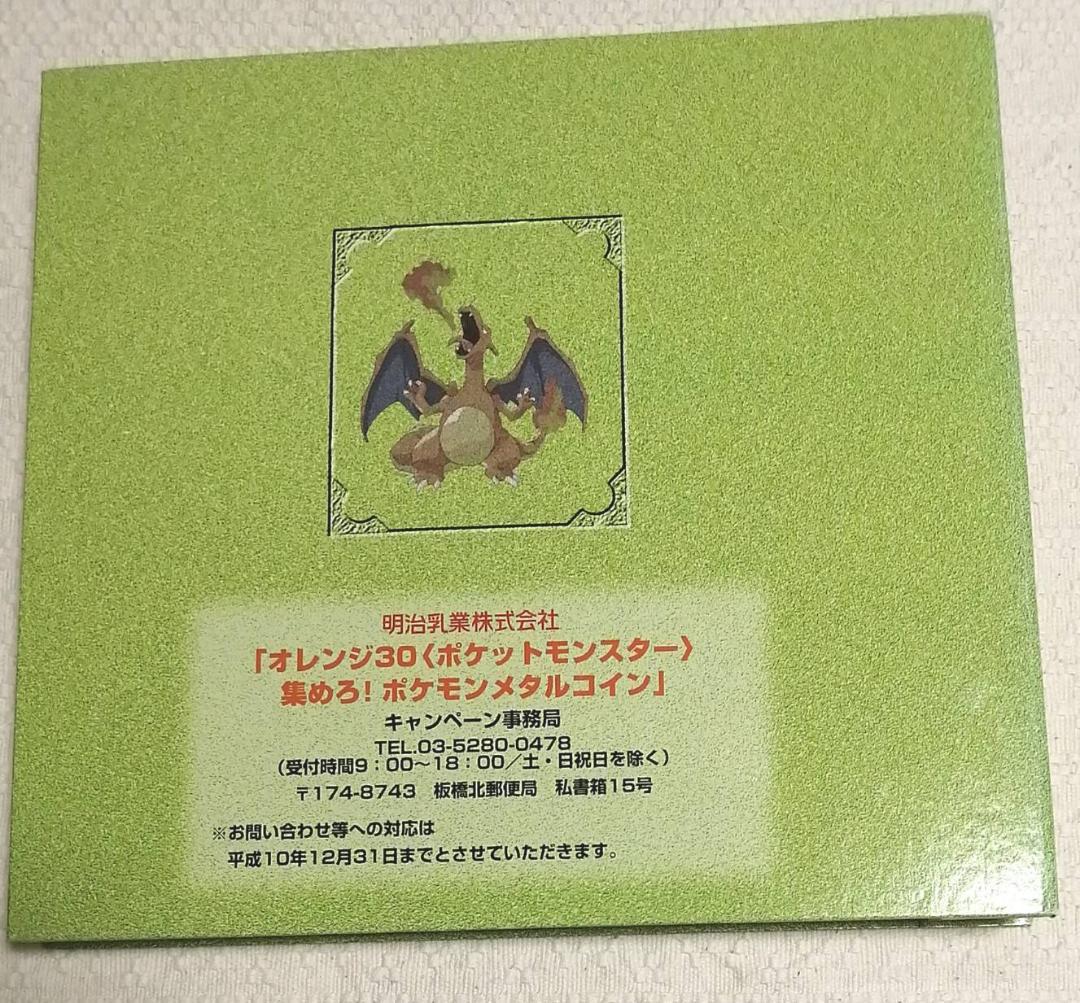 明治乳業株式会社
「オレンジ30〈ポケットモンスター〉
集めろ!ポケモンメタルコイン」
キャンペーン事務局
TEL.03-5280-0478
(受付時間9:00〜18:00/土・日祝日を除く)
〒174-8743 板橋北郵便局 私書箱15号
※お問い合わせ等への対応は
平成10年12月31日までとさせていただきます。